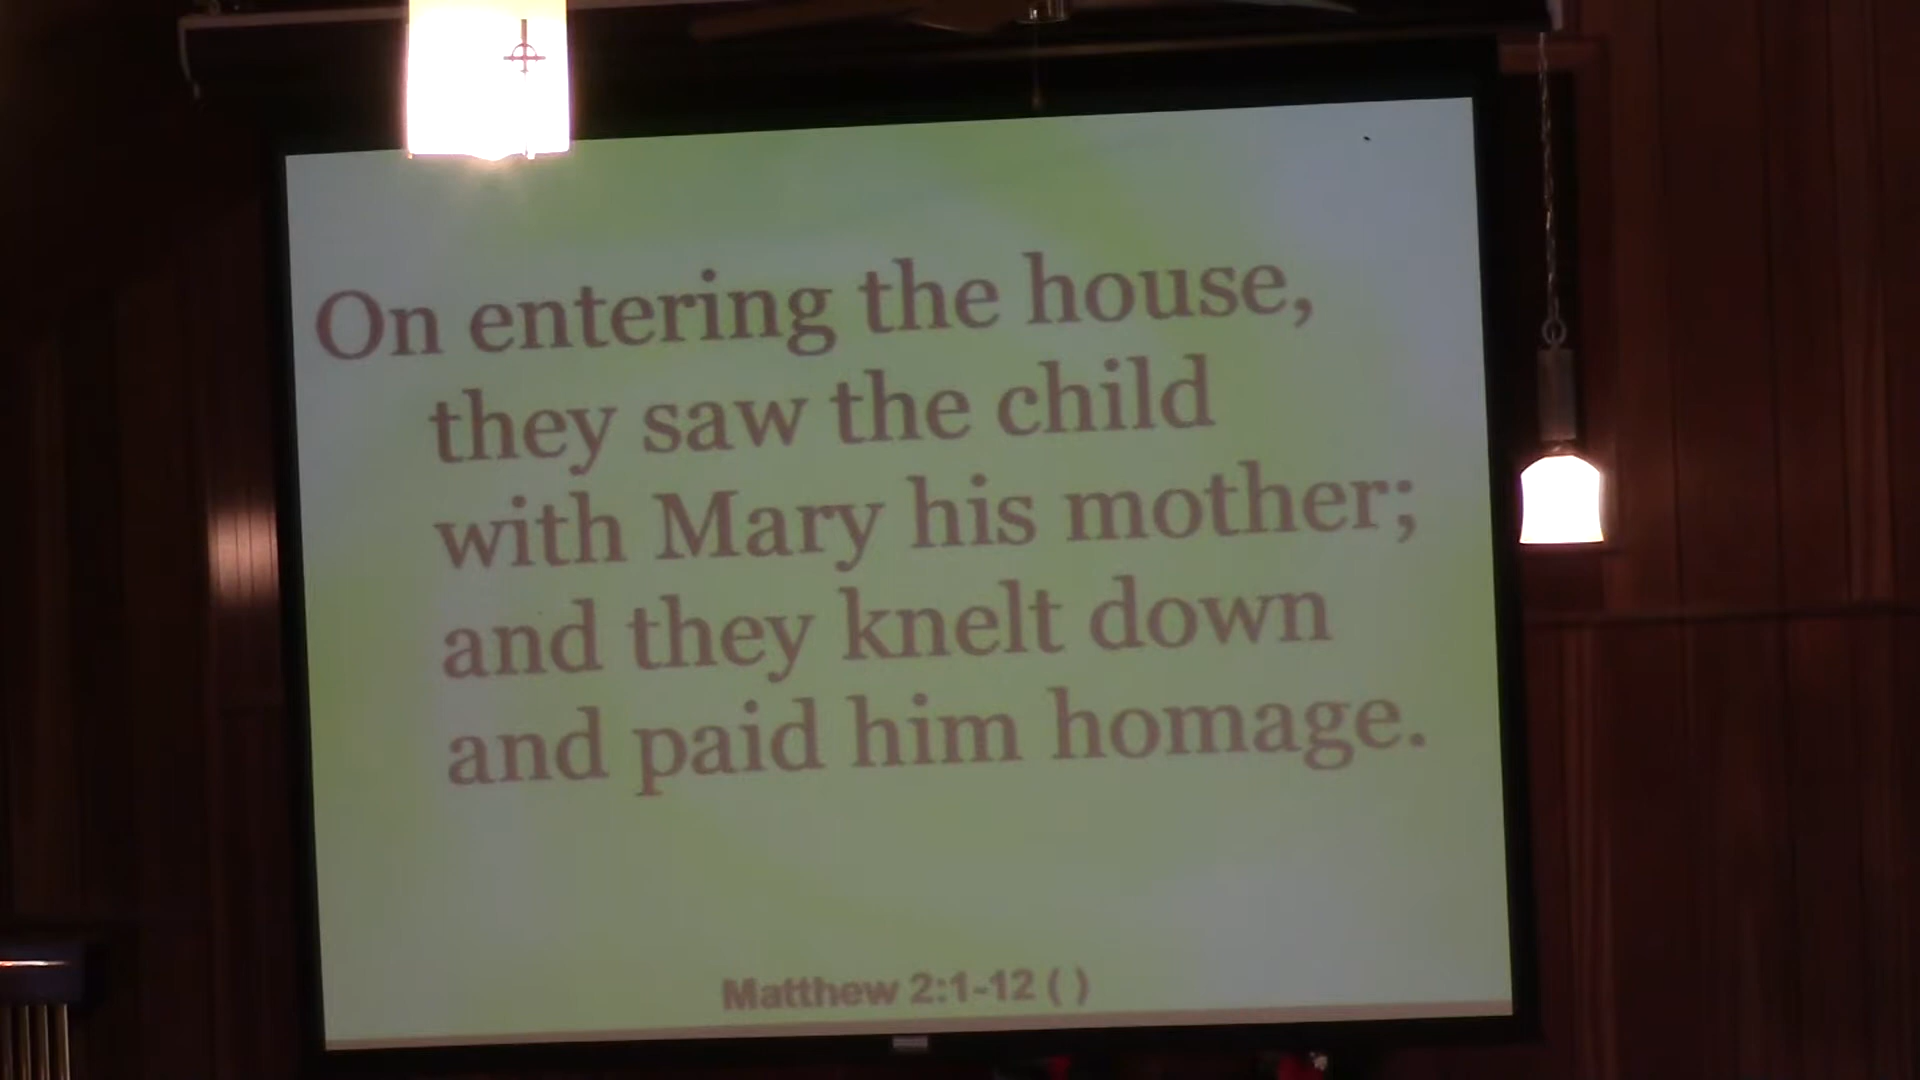 On entering the house,
they saw the child
with Mary his mother;
and they knelt down
and paid him homage.
Matthew 2:1-12 ( )